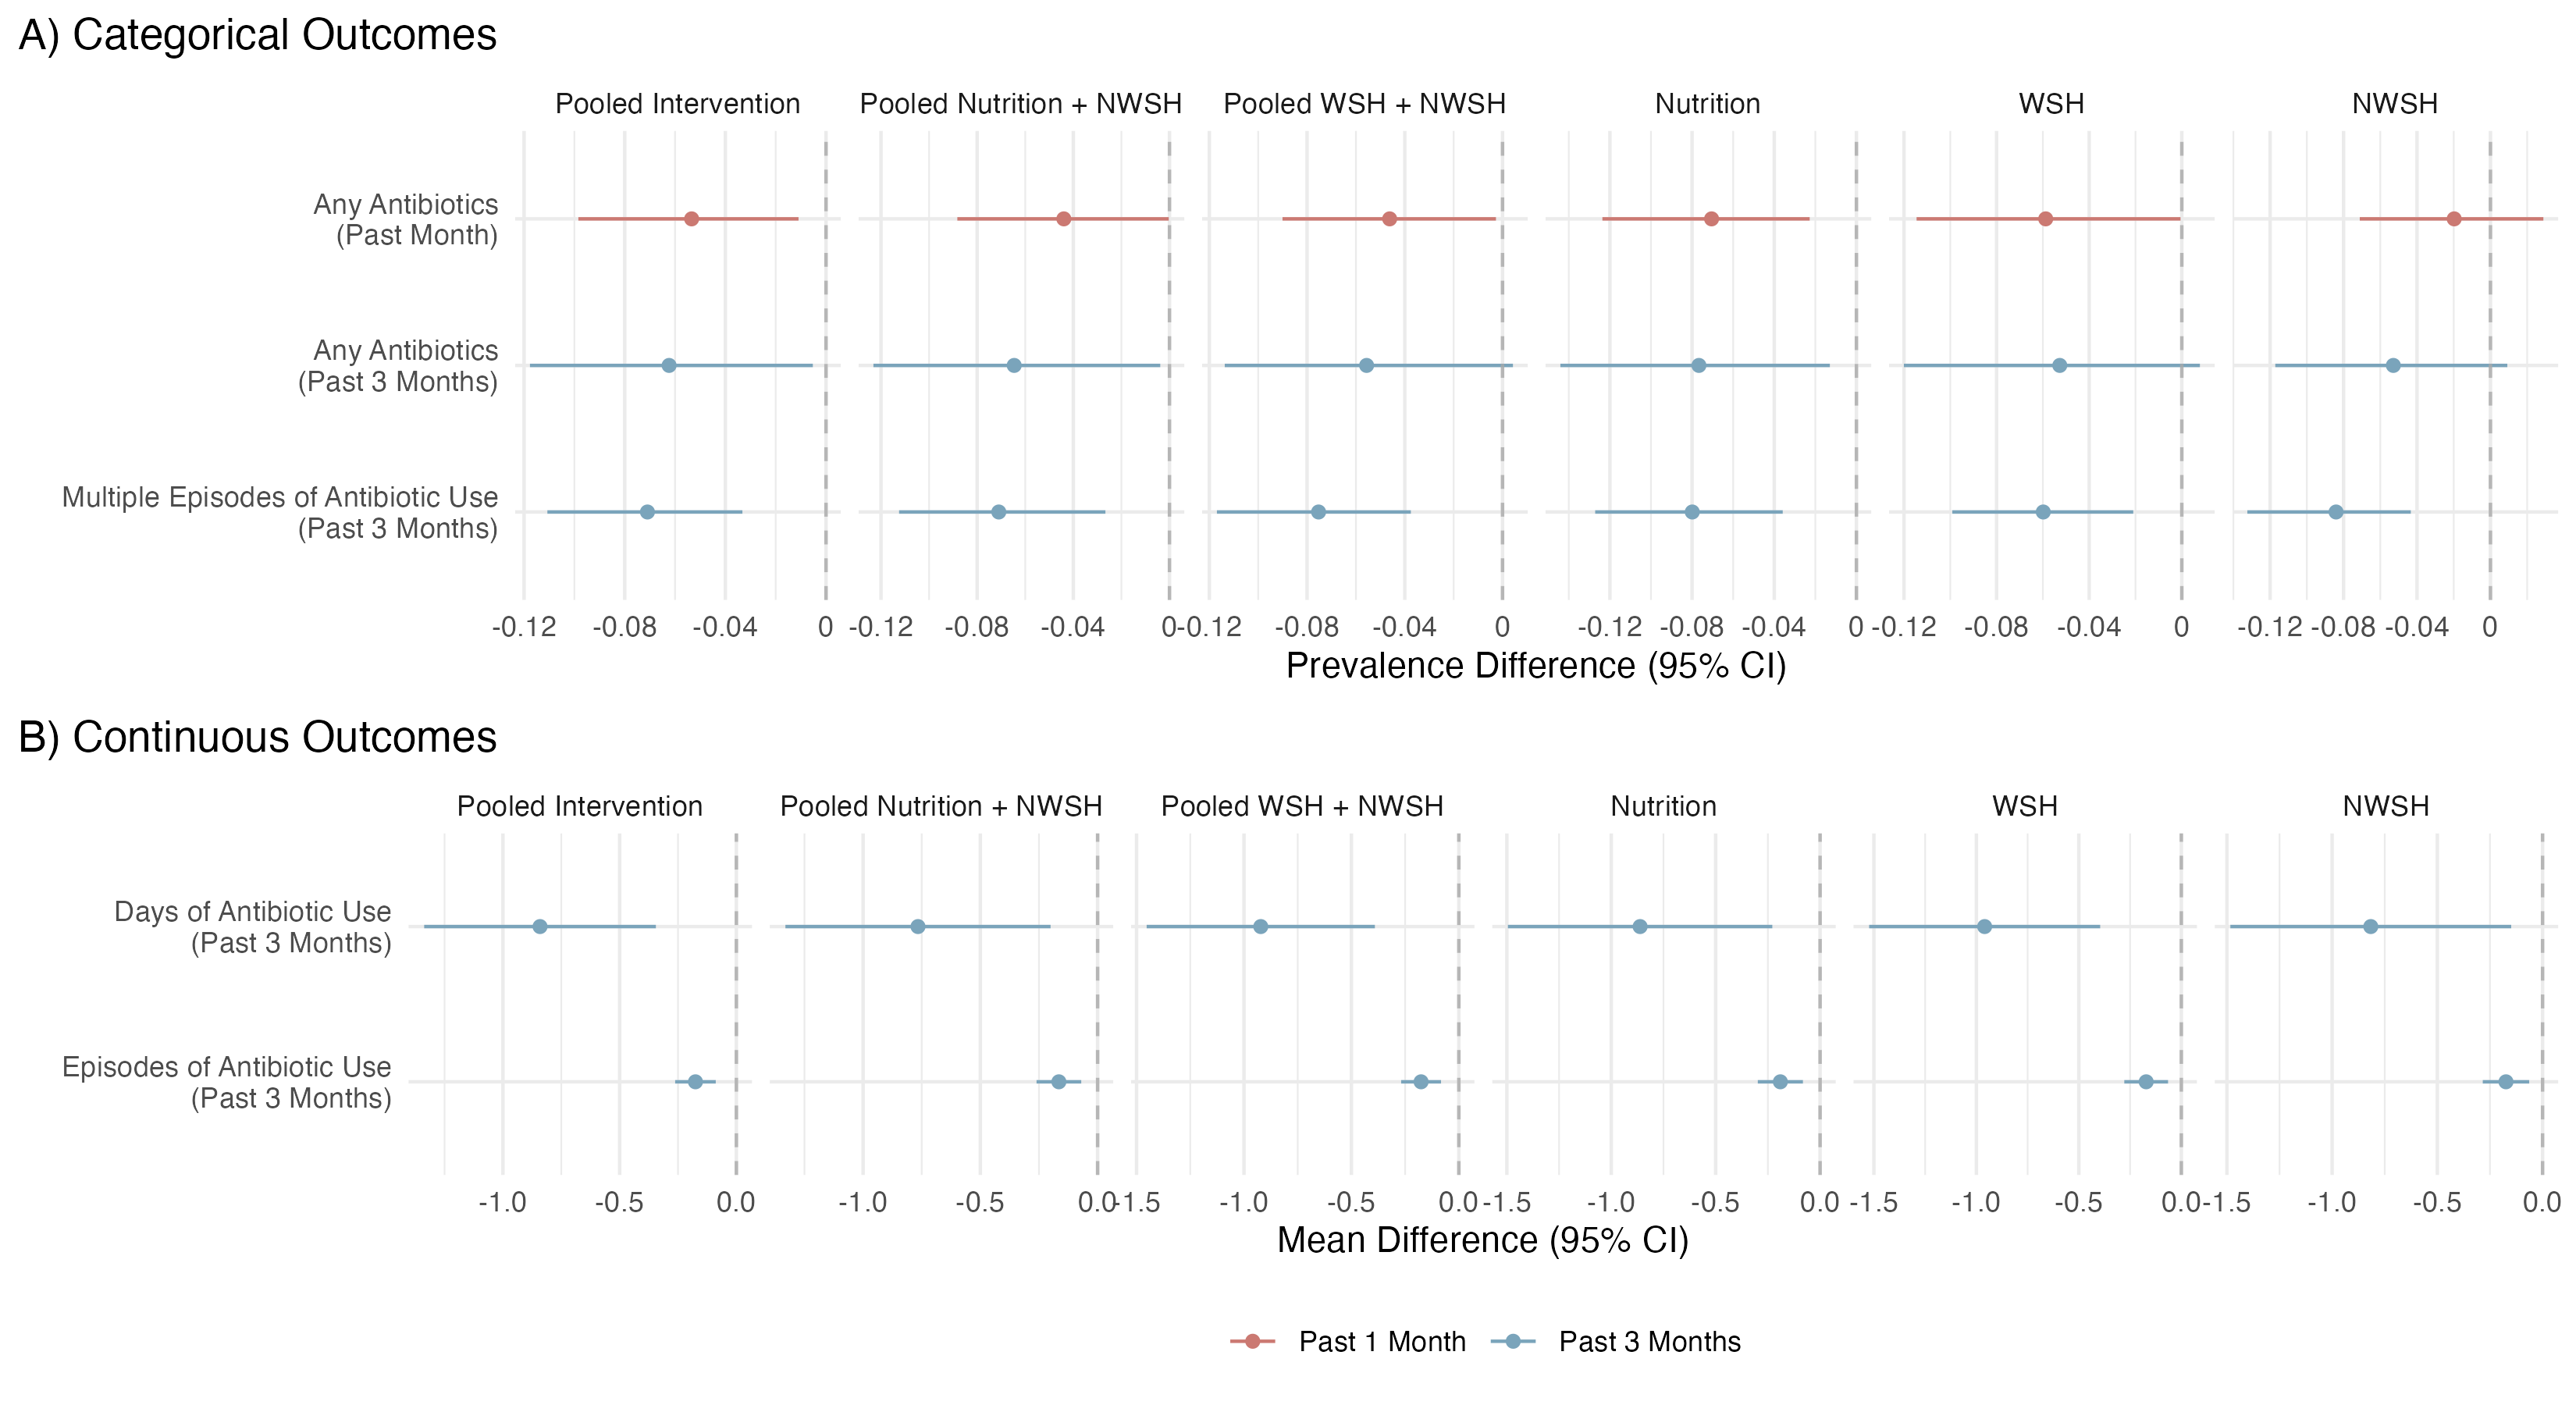 A) Categorical Outcomes
Pooled Intervention Pooled Nutrition + NWSH Pooled WSH + NWSH Nutrition WSH NWSH
Any Antibiotics
(Past Month)
Any Antibiotics
(Past 3 Months)
Multiple Episodes of Antibiotic Use
(Past 3 Months)
-0.12 -0.08 -0.04 0 -0.12 -0.08 -0.04 0 -0.12 -0.08 -0.04 0 -0.12 -0.08 -0.04 0 -0.12 -0.08 -0.04 0 -0.12 -0.08 -0.04 0
Prevalence Difference (95% CI)
B) Continuous Outcomes
Pooled Intervention Pooled Nutrition + NWSH Pooled WSH + NWSH Nutrition WSH NWSH
Days of Antibiotic Use
(Past 3 Months)
Episodes of Antibiotic Use
(Past 3 Months)
-1.0 -0.5 0.0 -1.0 -0.5 0.0 -1.5 -1.0 -0.5 0.0 -1.5 -1.0 -0.5 0.0 -1.5 -1.0 -0.5 0.0 -1.5 -1.0 -0.5 0.0
Mean Difference (95% CI)
Past 1 Month Past 3 Months